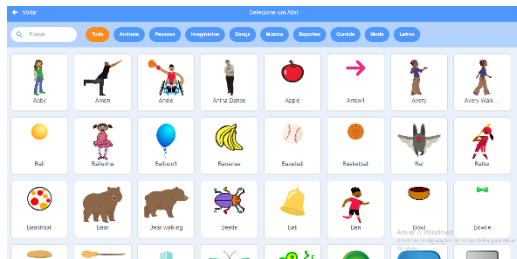 ← Voltar
Selecione um Ator
Buscar
Tudo Animais Pessoas Imaginários Dança Música Esportes Comida Moda Letras
Abby Amon Andie Anina Dance Apple Arrow1 Avery Avery Walk...
Ball Ballerina Balloon1 Bananas Baseball Basketball Bat Batter
Beachball Bear Bear-walking Beetle Bell Ben Bowl Bowtie
Ativar o Windows